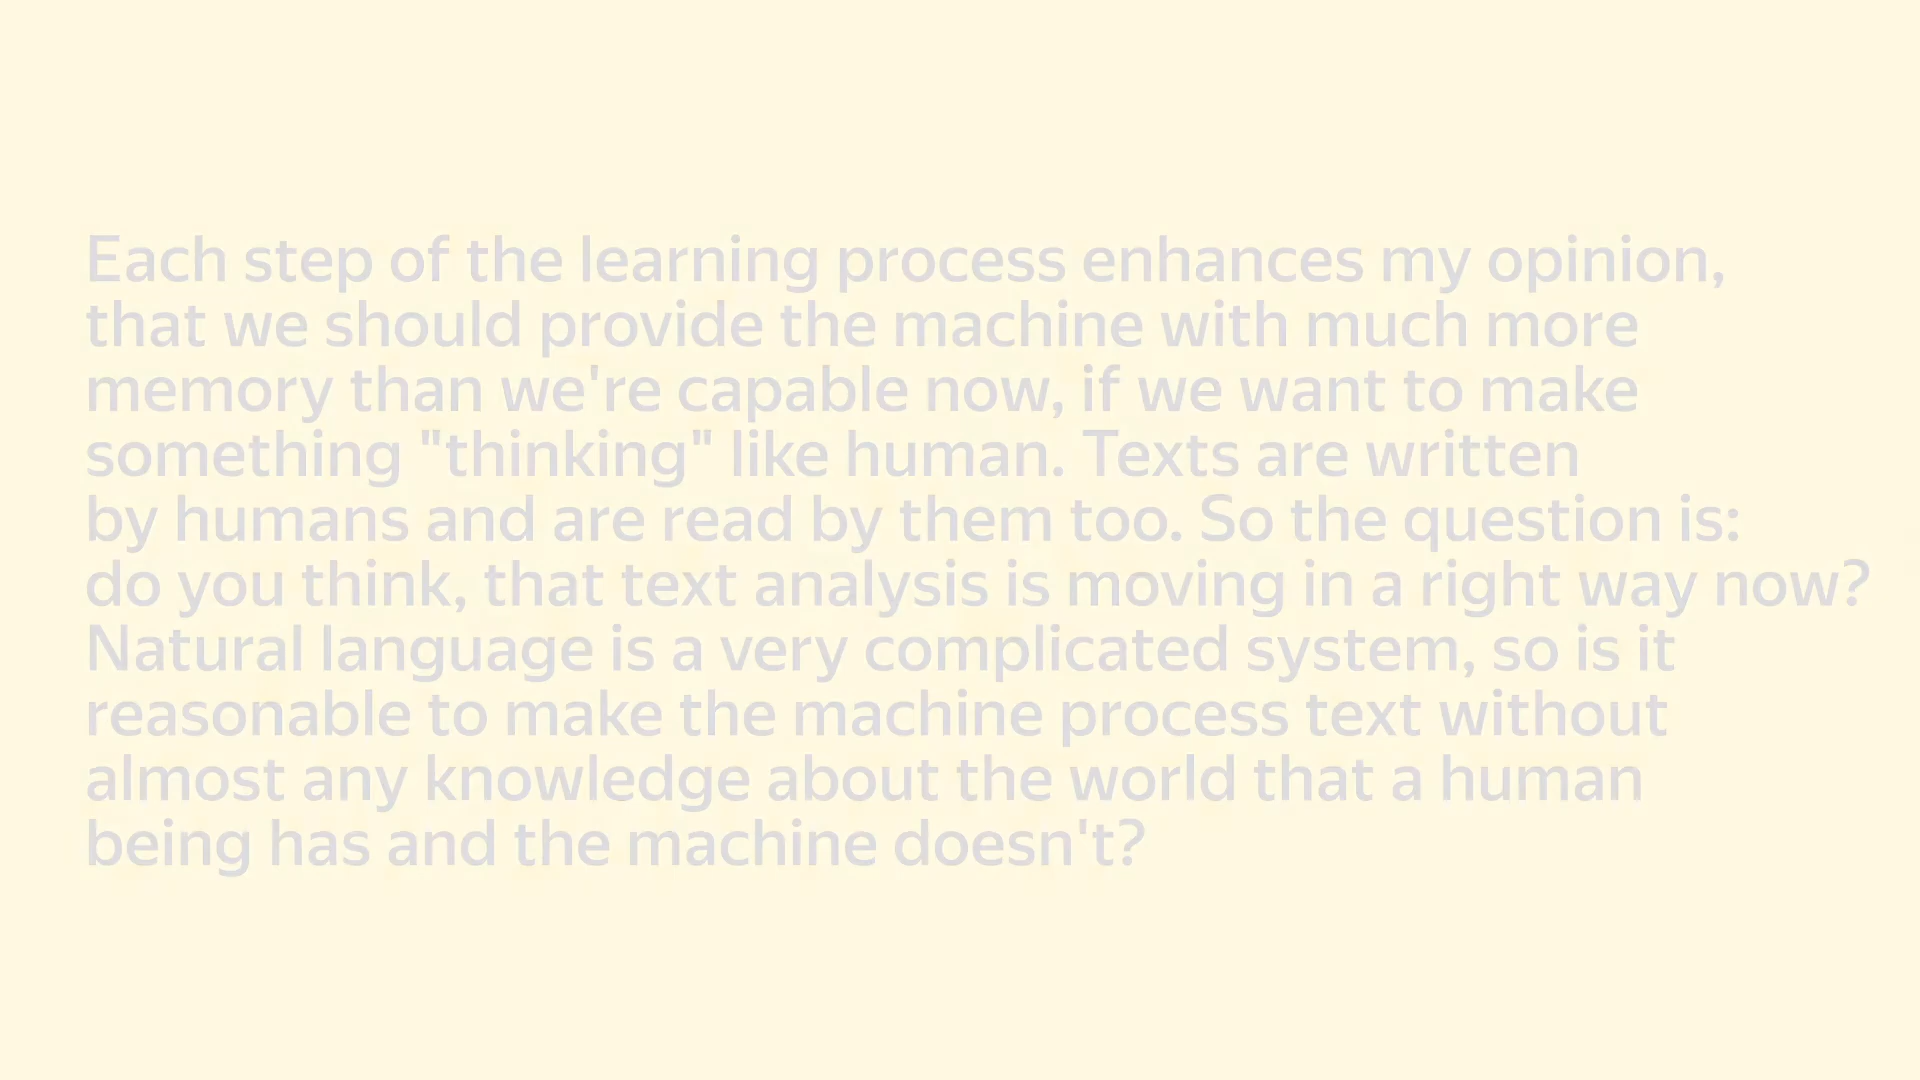 Each step of the learning process enhances my opinion,
that we should provide the machine with much more
memory than we're capable now, if we want to make
something "thinking" like human. Texts are written
by humans and are read by them too. So the question is:
do you think, that text analysis is moving in a right way now?
Natural language is a very complicated system, so is it
reasonable to make the machine process text without
almost any knowledge about the world that a human
being has and the machine doesn't?